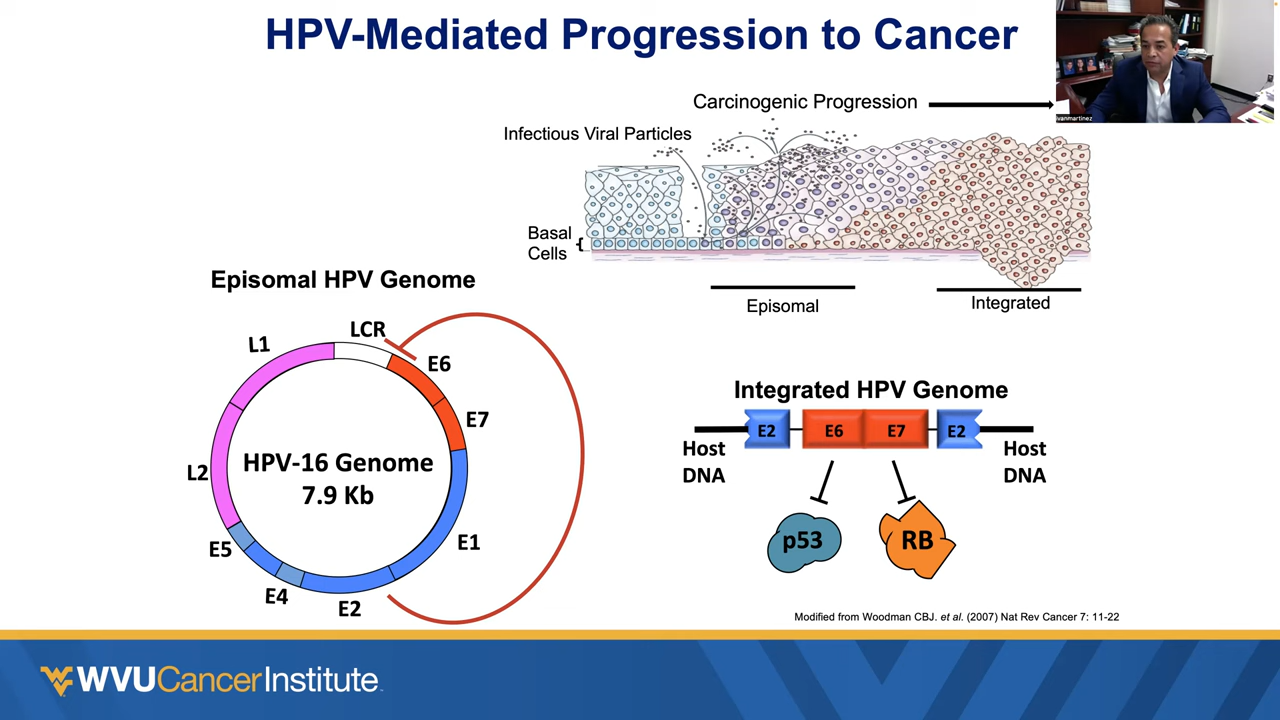 HPV-Mediated Progression to Cancer
ivanmartinez
Carcinogenic Progression
Infectious Viral Particles
Basal
Cells
{
Episomal
Integrated
Episomal HPV Genome
LCR
L1
E6
E7
L2
HPV-16 Genome
7.9 Kb
E5
E1
E4
E2
Integrated HPV Genome
E2
E6
E7
E2
Host
DNA
Host
DNA
p53
RB
Modified from Woodman CBJ. et al. (2007) Nat Rev Cancer 7: 11-22
WVUCancerInstitute